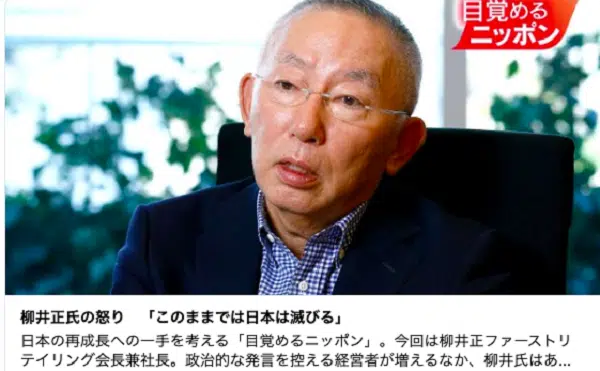 目覚める
ニッポン
柳井正氏の怒り 「このままでは日本は滅びる」
日本の再成長への一手を考える「目覚めるニッポン」。今回は柳井正ファーストリ
テイリング会長兼社長。政治的な発言を控える経営者が増えるなか、柳井氏はあ...